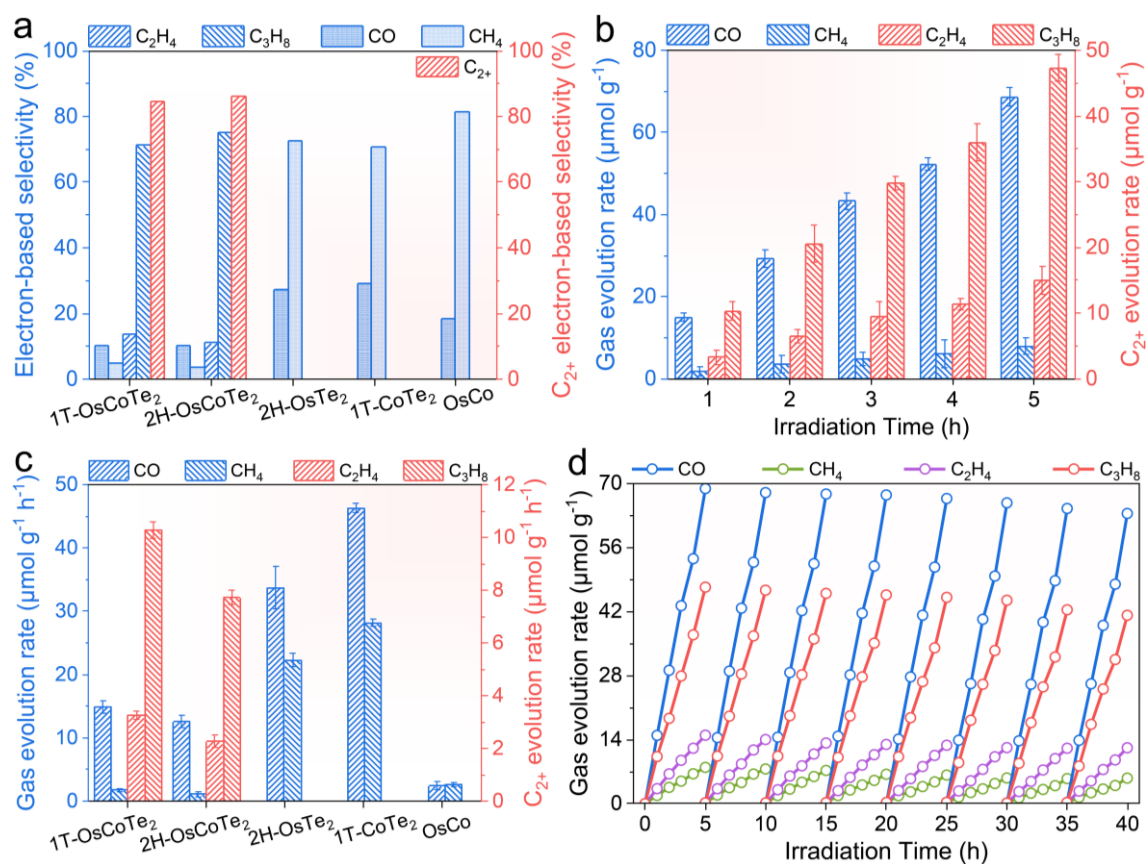 a
C₂H₄ C₃H₈ CO CH₄
C₂₊
Electron-based selectivity (%)
100
80
60
40
20
0
C₂₊ electron-based selectivity (%)
100
80
60
40
20
0
1T-OsCoTe₂ 2H-OsCoTe₂ 2H-OsTe₂ 1T-CoTe₂ OsCo
b
CO CH₄ C₂H₄ C₃H₈
Gas evolution rate (μmol g⁻¹)
80
60
40
20
0
C₂₊ evolution rate (μmol g⁻¹)
50
40
30
20
10
0
1 2 3 4 5
Irradiation Time (h)
c
CO CH₄ C₂H₄ C₃H₈
Gas evolution rate (μmol g⁻¹ h⁻¹)
50
40
30
20
10
0
C₂₊ evolution rate (μmol g⁻¹ h⁻¹)
12
10
8
6
4
2
0
1T-OsCoTe₂ 2H-OsCoTe₂ 2H-OsTe₂ 1T-CoTe₂ OsCo
d
CO CH₄ C₂H₄ C₃H₈
Gas evolution rate (μmol g⁻¹)
70
56
42
28
14
0
0 5 10 15 20 25 30 35 40
Irradiation Time (h)